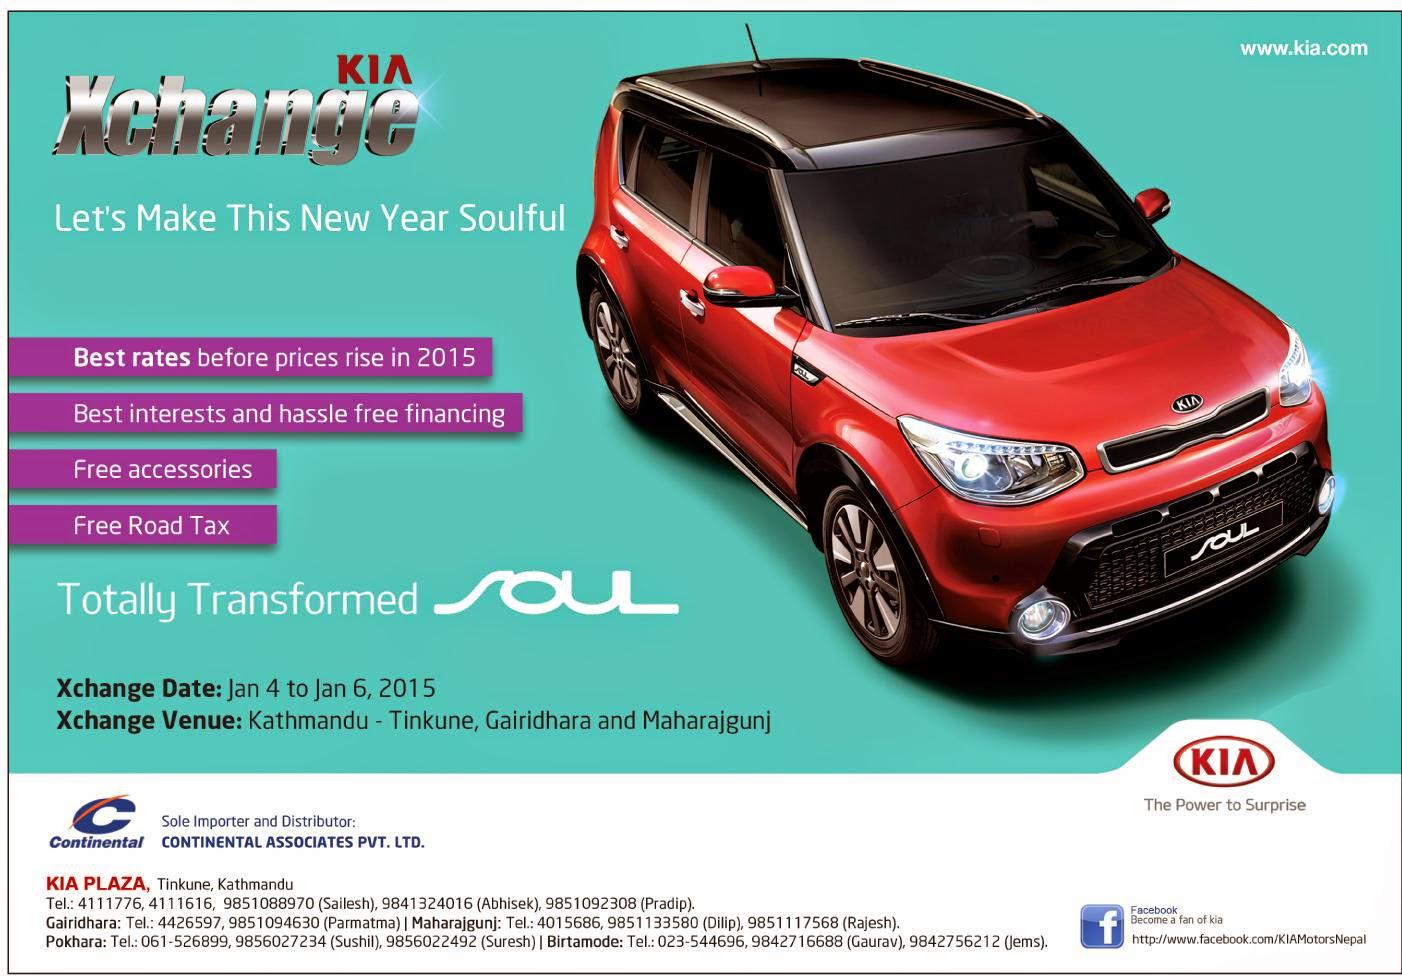 www.kia.com
KIA
Xchange
Let's Make This New Year Soulful
Best rates before prices rise in 2015
Best interests and hassle free financing
Free accessories
Free Road Tax
Totally Transformed SOUL
SOUL
KIA
SOUL
Xchange Date: Jan 4 to Jan 6, 2015
Xchange Venue: Kathmandu - Tinkune, Gairidhara and Maharajgunj
KIA
The Power to Surprise
Continental
Sole Importer and Distributor:
CONTINENTAL ASSOCIATES PVT. LTD.
KIA PLAZA, Tinkune, Kathmandu
Tel.: 4111776, 4111616, 9851088970 (Sailesh), 9841324016 (Abhisek), 9851092308 (Pradip).
Gairidhara: Tel.: 4426597, 9851094630 (Parmatma) | Maharajgunj: Tel.: 4015686, 9851133580 (Dilip), 9851117568 (Rajesh).
Pokhara: Tel.: 061-526899, 9856027234 (Sushil), 9856022492 (Suresh) | Birtamode: Tel.: 023-544696, 9842716688 (Gaurav), 9842756212 (Jems).
f
Facebook
Become a fan of kia
http://www.facebook.com/KIAMotorsNepal